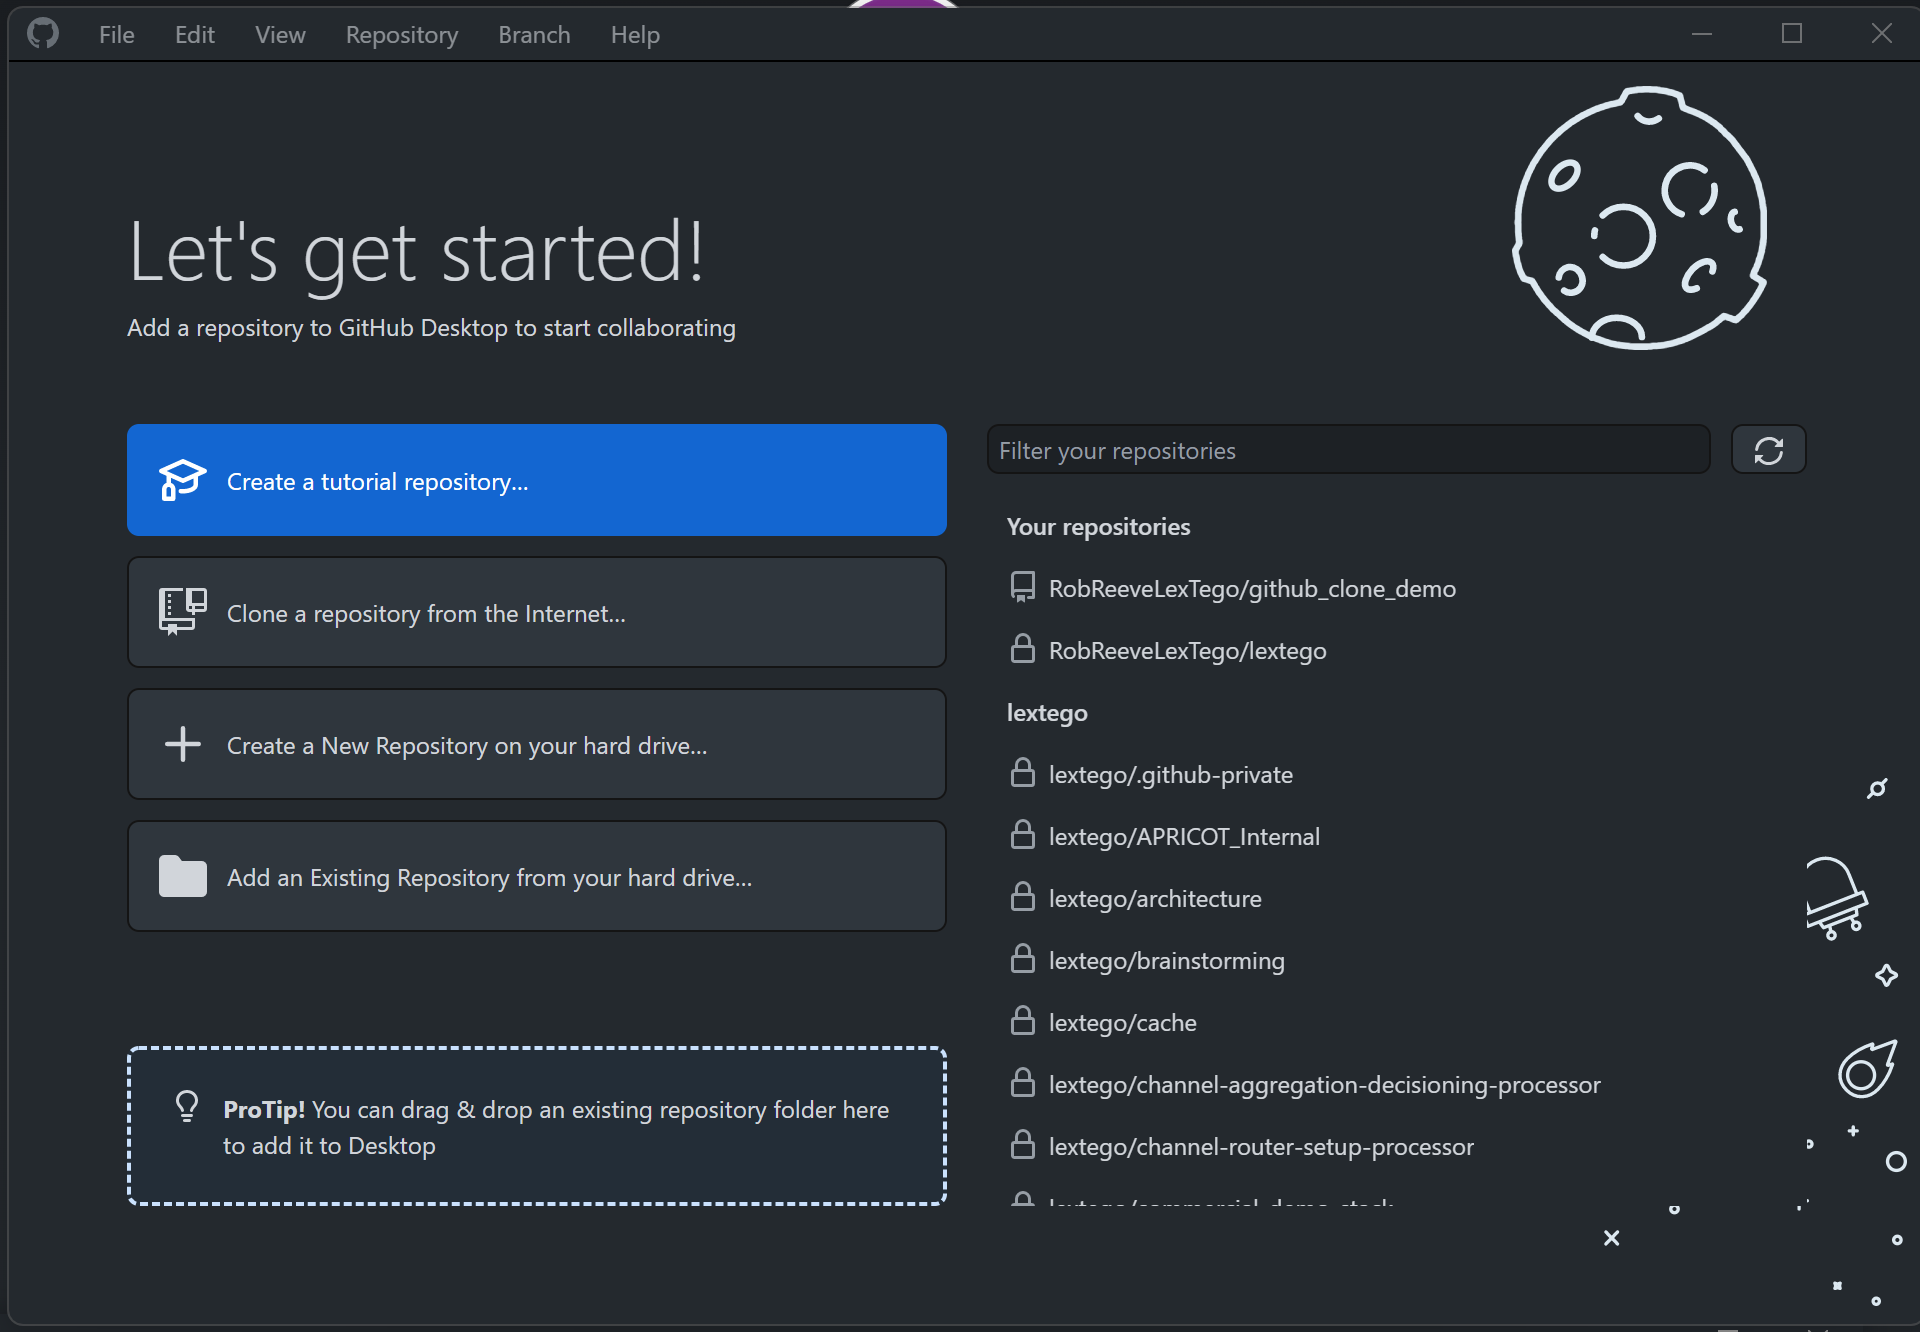 File Edit View Repository Branch Help
Let's get started!
Add a repository to GitHub Desktop to start collaborating
Create a tutorial repository...
Clone a repository from the Internet...
Create a New Repository on your hard drive...
Add an Existing Repository from your hard drive...
ProTip! You can drag & drop an existing repository folder here
to add it to Desktop
Filter your repositories
Your repositories
RobReeveLexTego/github_clone_demo
RobReeveLexTego/lextego
lextego
lextego/.github-private
lextego/APRICOT_Internal
lextego/architecture
lextego/brainstorming
lextego/cache
lextego/channel-aggregation-decisioning-processor
lextego/channel-router-setup-processor